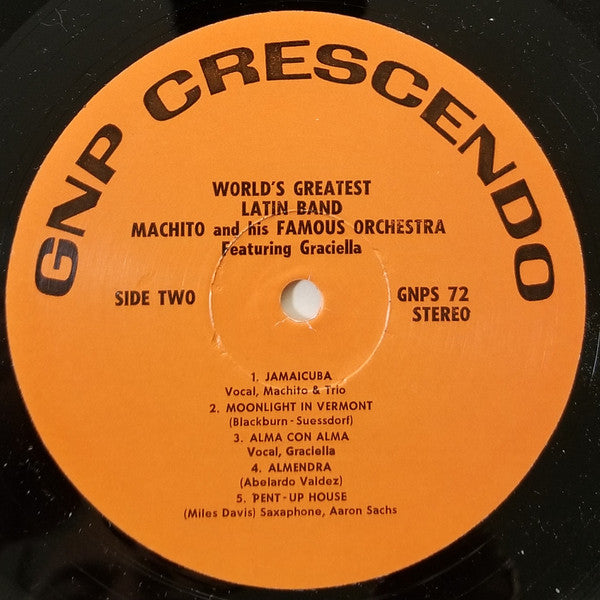 GNP CRESCENDO
WORLD'S GREATEST
LATIN BAND
MACHITO and his FAMOUS ORCHESTRA
Featuring Graciella
SIDE TWO
GNPS 72
STEREO
1. JAMAICUBA
Vocal, Machito & Trio
2. MOONLIGHT IN VERMONT
(Blackburn-Suessdorf)
3. ALMA CON ALMA
Vocal, Graciella
4. ALMENDRA
(Abelardo Valdez)
5. PENT-UP HOUSE
(Miles Davis) Saxaphone, Aaron Sachs